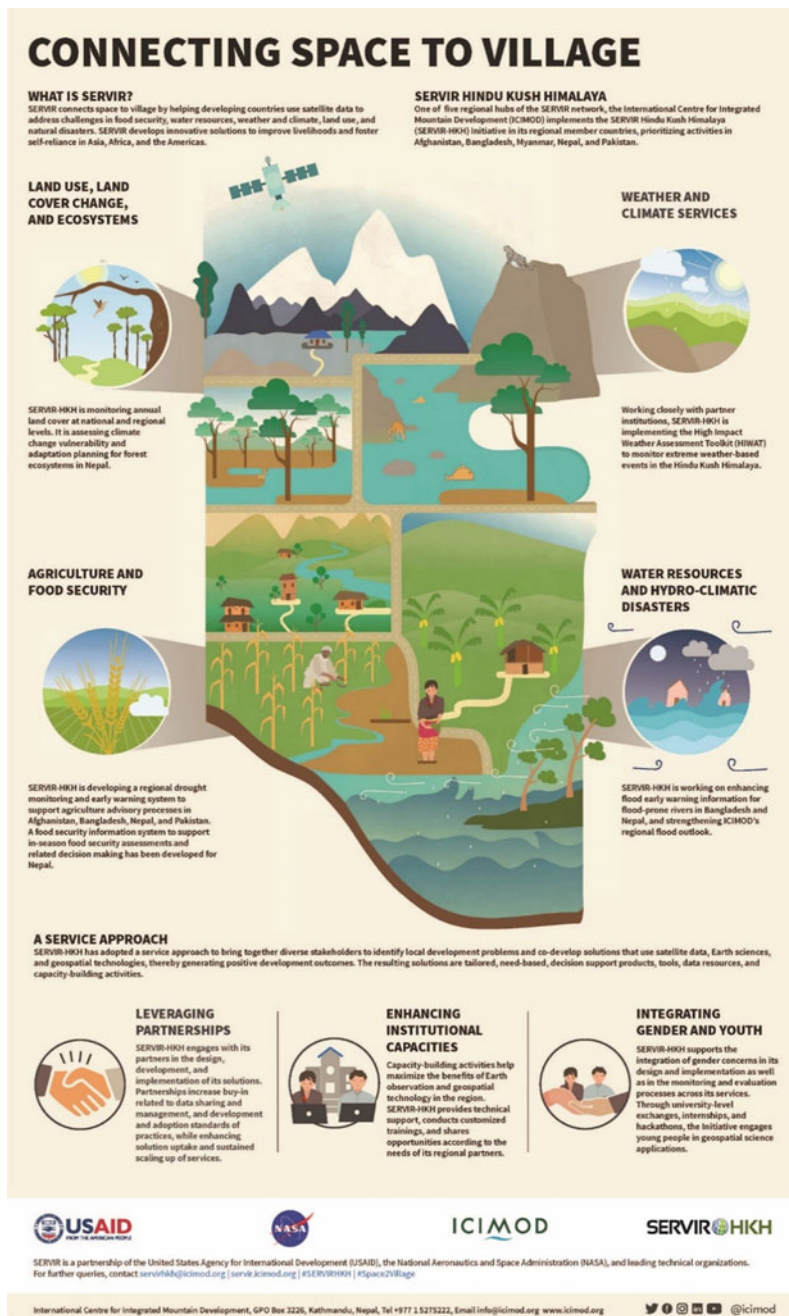 CONNECTING SPACE TO VILLAGE
WHAT IS SERVIR?
SERVIR connects space to village by helping developing countries use satellite data to
address challenges in food security, water resources, weather and climate, land use, and
natural disasters. SERVIR develops innovative solutions to improve livelihoods and foster
self-reliance in Asia, Africa, and the Americas.
SERVIR HINDU KUSH HIMALAYA
One of five regional hubs of the SERVIR network, the International Centre for Integrated
Mountain Development (ICIMOD) implements the SERVIR Hindu Kush Himalaya
(SERVIR-HKH) Initiative in its regional member countries, prioritizing activities in
Afghanistan, Bangladesh, Myanmar, Nepal, and Pakistan.
LAND USE, LAND
COVER CHANGE,
AND ECOSYSTEMS
SERVIR-HKH is monitoring annual
land cover at national and regional
levels. It is assessing climate
change vulnerability and
adaptation planning for forest
ecosystems in Nepal.
WEATHER AND
CLIMATE SERVICES
Working closely with partner
institutions, SERVIR-HKH is
implementing the High Impact
Weather Assessment Toolkit (HIWAT)
to monitor extreme weather-based
events in the Hindu Kush Himalaya.
AGRICULTURE AND
FOOD SECURITY
SERVIR-HKH is developing a regional drought
monitoring and early warning system to
support agriculture advisory processes in
Afghanistan, Bangladesh, Nepal, and Pakistan.
A food security information system to support
in-season food security assessments and
related decision making has been developed for
Nepal.
WATER RESOURCES
AND HYDRO-CLIMATIC
DISASTERS
SERVIR-HKH is working on enhancing
flood early warning information for
flood-prone rivers in Bangladesh and
Nepal, and strengthening ICIMOD's
regional flood outlook.
A SERVICE APPROACH
SERVIR-HKH has adopted a service approach to bring together diverse stakeholders to identify local development problems and co-develop solutions that use satellite data, Earth sciences,
and geospatial technologies, thereby generating positive development outcomes. The resulting solutions are tailored, need-based, decision support products, tools, data resources, and
capacity-building activities.
LEVERAGING
PARTNERSHIPS
SERVIR-HKH engages with its
partners in the design,
development, and
implementation of its solutions.
Partnerships increase buy-in
related to data sharing and
management, and development
and adoption standards of
practices, while enhancing
solution uptake and sustained
scaling up of services.
ENHANCING
INSTITUTIONAL
CAPACITIES
Capacity-building activities help
maximize the benefits of Earth
observation and geospatial
technology in the region.
SERVIR-HKH provides technical
support, conducts customized
trainings, and shares
opportunities according to the
needs of its regional partners.
INTEGRATING
GENDER AND YOUTH
SERVIR-HKH supports the
integration of gender concerns in its
design and implementation as well
as in the monitoring and evaluation
processes across its services.
Through university-level
exchanges, internships, and
hackathons, the Initiative engages
young people in geospatial science
applications.
USAID
FROM THE AMERICAN PEOPLE
NASA
ICIMOD
SERVIR HKH
SERVIR is a partnership of the United States Agency for International Development (USAID), the National Aeronautics and Space Administration (NASA), and leading technical organizations.
For further queries, contact servirhkh@icimod.org | servir.icimod.org | #SERVIRHKH | #Space2Village
International Centre for Integrated Mountain Development, GPO Box 3226, Kathmandu, Nepal, Tel +977 1 5275222, Email info@icimod.org www.icimod.org
@icimod